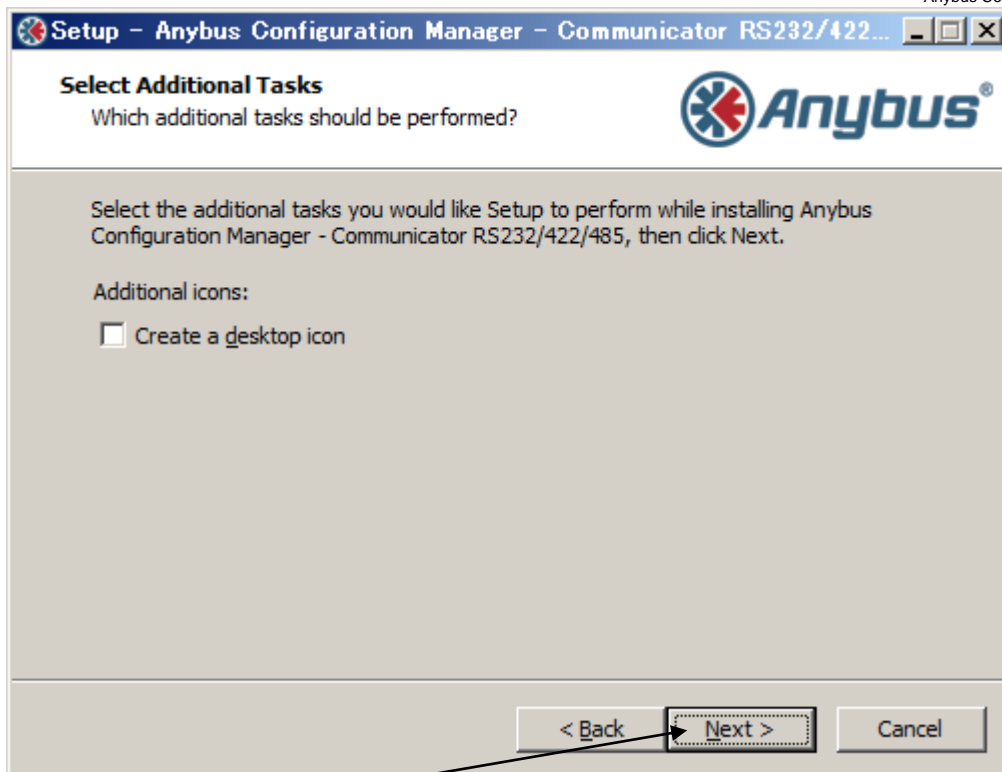 Anybus Co
Setup - Anybus Configuration Manager - Communicator RS232/422...
Select Additional Tasks
Which additional tasks should be performed?
Anybus®
Select the additional tasks you would like Setup to perform while installing Anybus
Configuration Manager - Communicator RS232/422/485, then click Next.
Additional icons:
Create a desktop icon
< Back Next > Cancel